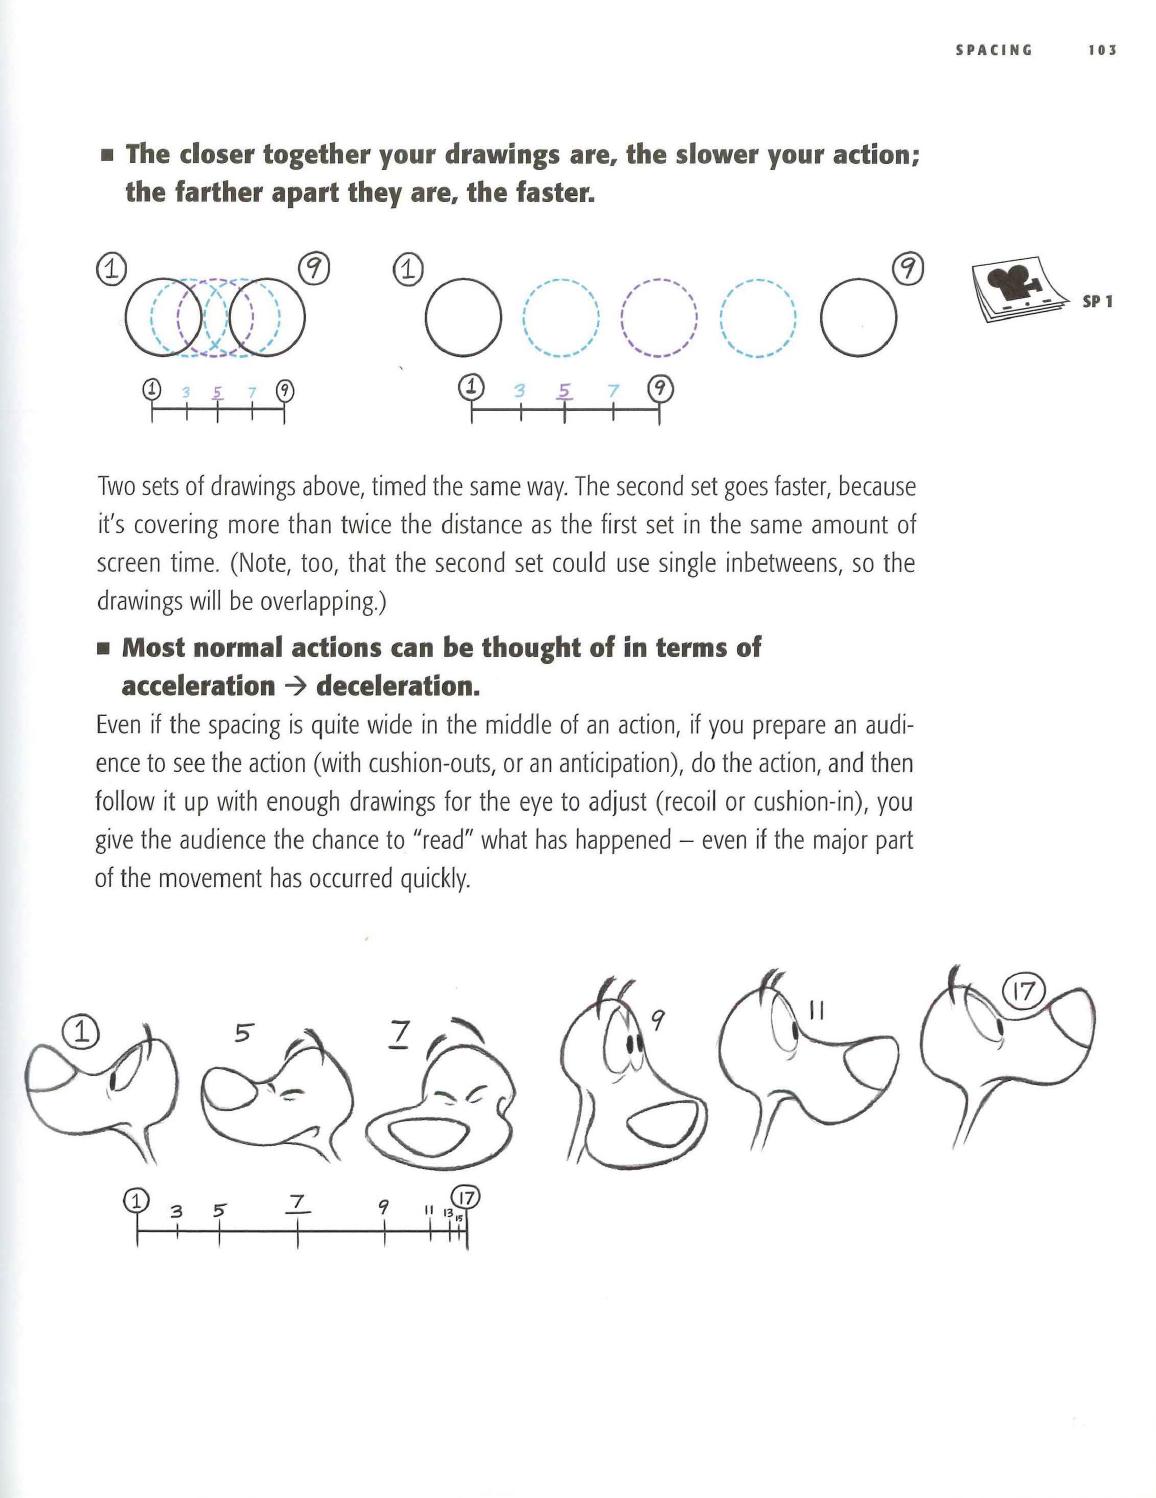 SPACING 103
■ The closer together your drawings are, the slower your action;
the farther apart they are, the faster.
1 9 1 9
SP 1
1 3 5 7 9 1 3 5 7 9
Two sets of drawings above, timed the same way. The second set goes faster, because
it's covering more than twice the distance as the first set in the same amount of
screen time. (Note, too, that the second set could use single inbetweens, so the
drawings will be overlapping.)
■ Most normal actions can be thought of in terms of
acceleration → deceleration.
Even if the spacing is quite wide in the middle of an action, if you prepare an audi-
ence to see the action (with cushion-outs, or an anticipation), do the action, and then
follow it up with enough drawings for the eye to adjust (recoil or cushion-in), you
give the audience the chance to “read” what has happened – even if the major part
of the movement has occurred quickly.
1 5 7 9 11 17
1 3 5 7 9 11 13 15 17